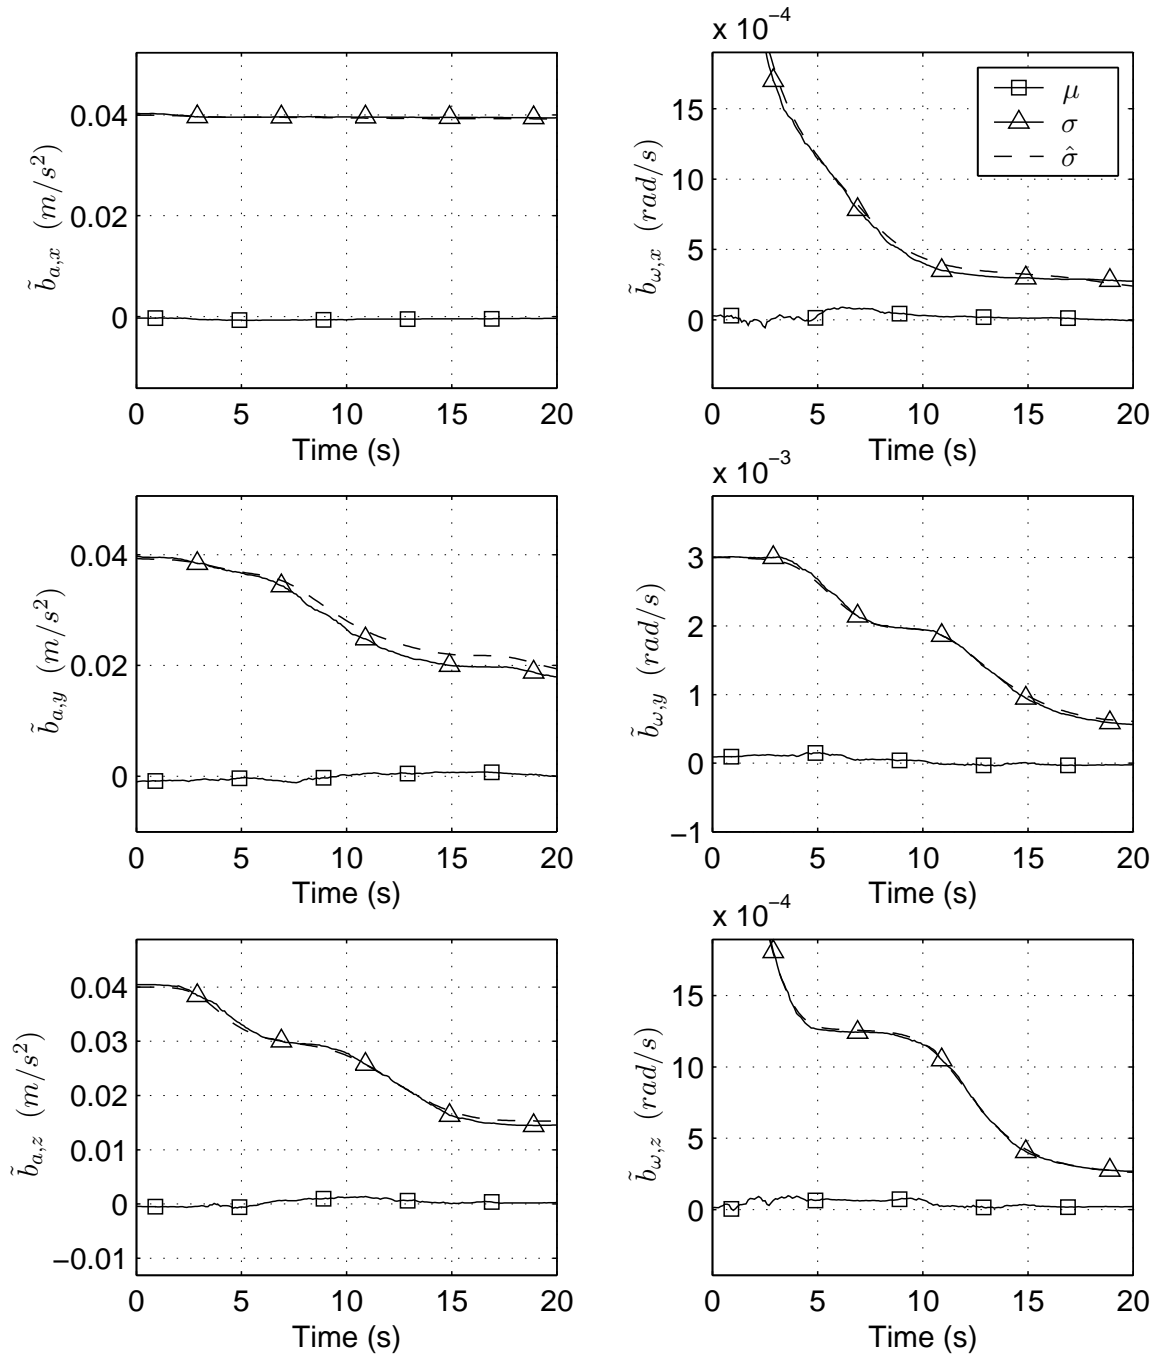 0.04
0.02
0
0 5 10 15 20
Time (s)
b̃a,x (m/s²)
x 10⁻⁴
15
10
5
0
0 5 10 15 20
Time (s)
b̃ω,x (rad/s)
μ
σ
σ̂
0.04
0.02
0
0 5 10 15 20
Time (s)
b̃a,y (m/s²)
x 10⁻³
3
2
1
0
−1
0 5 10 15 20
Time (s)
b̃ω,y (rad/s)
0.04
0.03
0.02
0.01
0
−0.01
0 5 10 15 20
Time (s)
b̃a,z (m/s²)
x 10⁻⁴
15
10
5
0
0 5 10 15 20
Time (s)
b̃ω,z (rad/s)